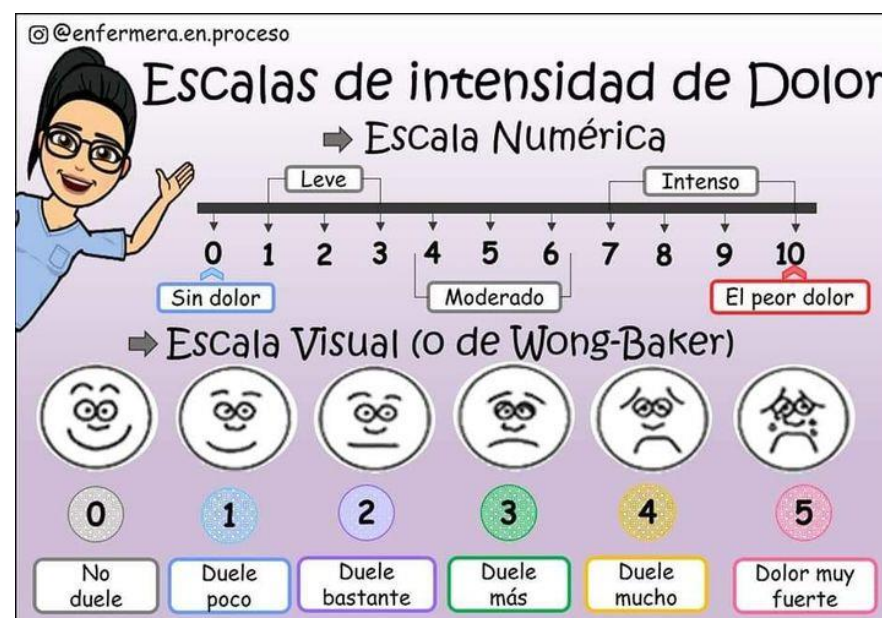 @enfermera.en.proceso
Escalas de intensidad de Dolor
Escala Numérica
Leve
Intenso
0 1 2 3 4 5 6 7 8 9 10
Sin dolor
Moderado
El peor dolor
Escala Visual (o de Wong-Baker)
0 1 2 3 4 5
No
duele
Duele
poco
Duele
bastante
Duele
más
Duele
mucho
Dolor muy
fuerte